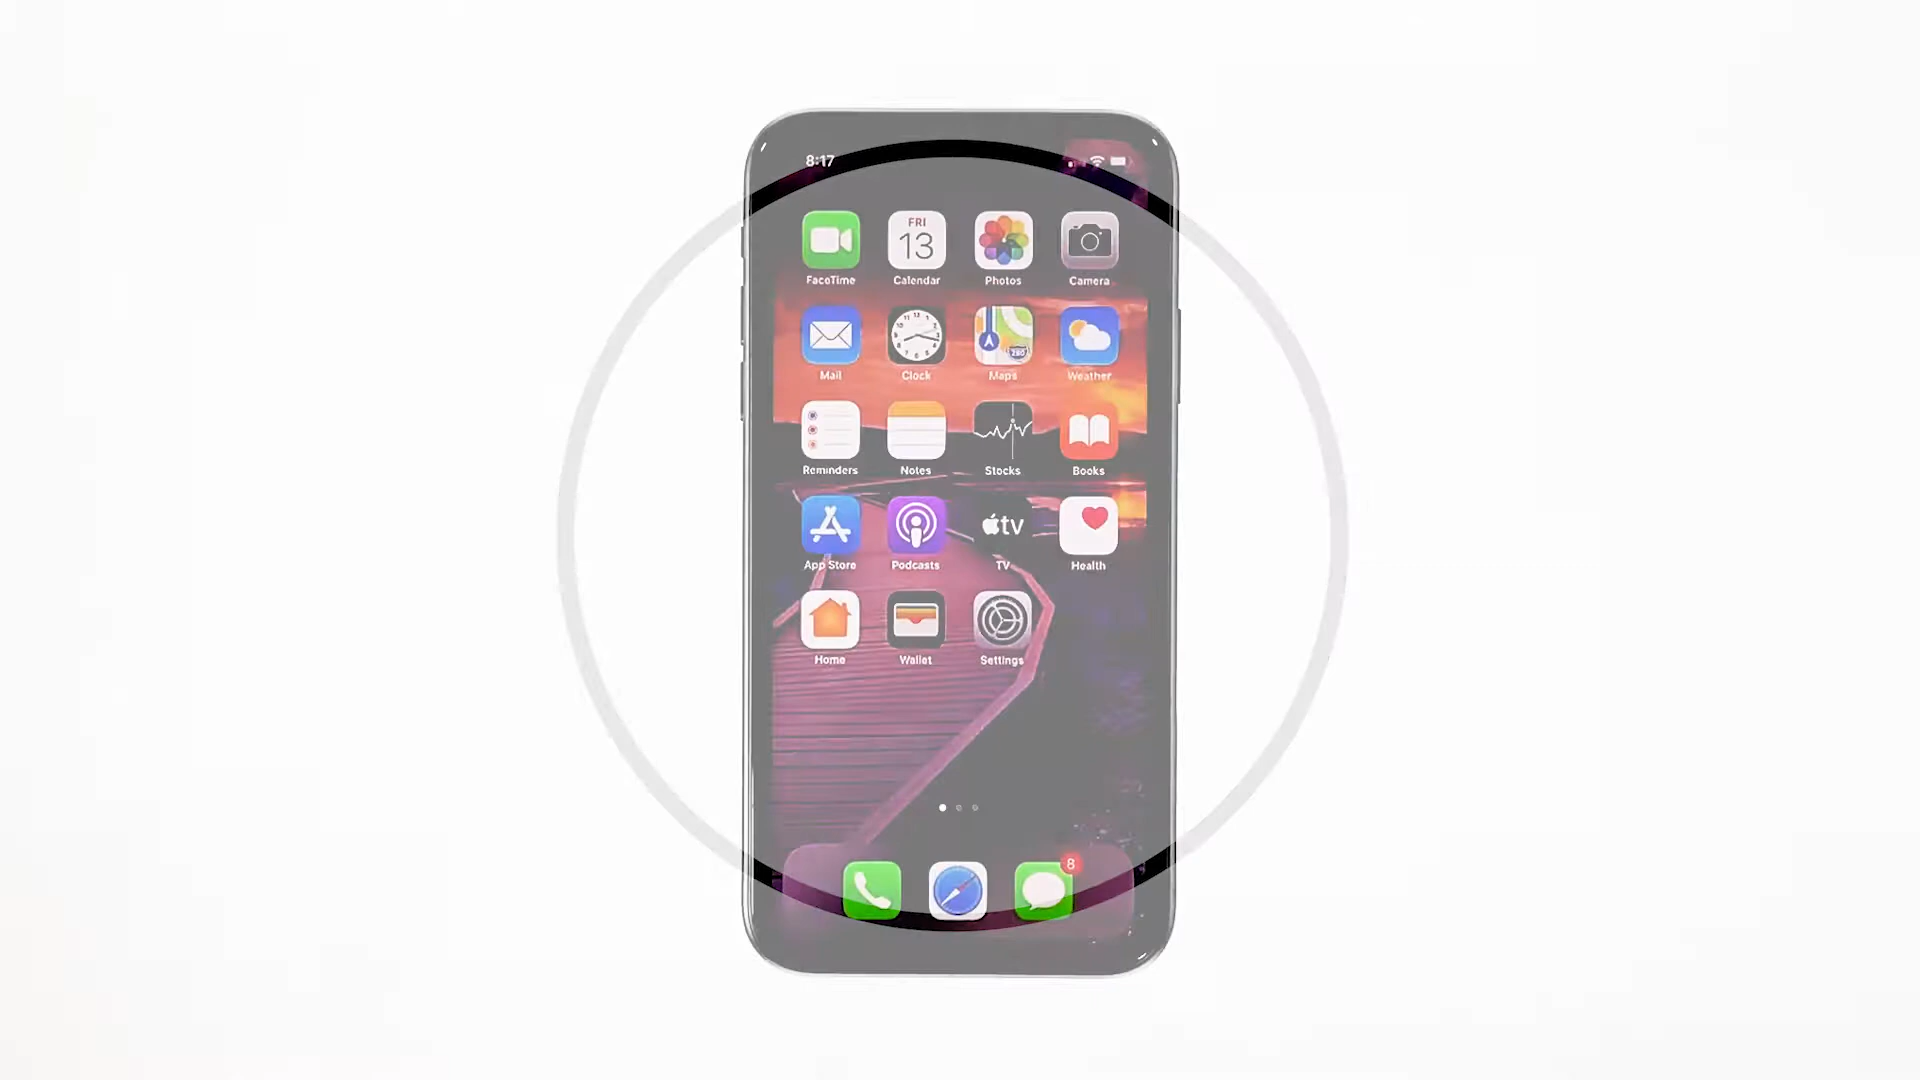 8:17
FRI
13
FaceTime
Calendar
Photos
Camera
280
Mail
Clock
Maps
Weather
Reminders
Notes
Stocks
Books
tv
App Store
Podcasts
TV
Health
Home
Wallet
Settings
8